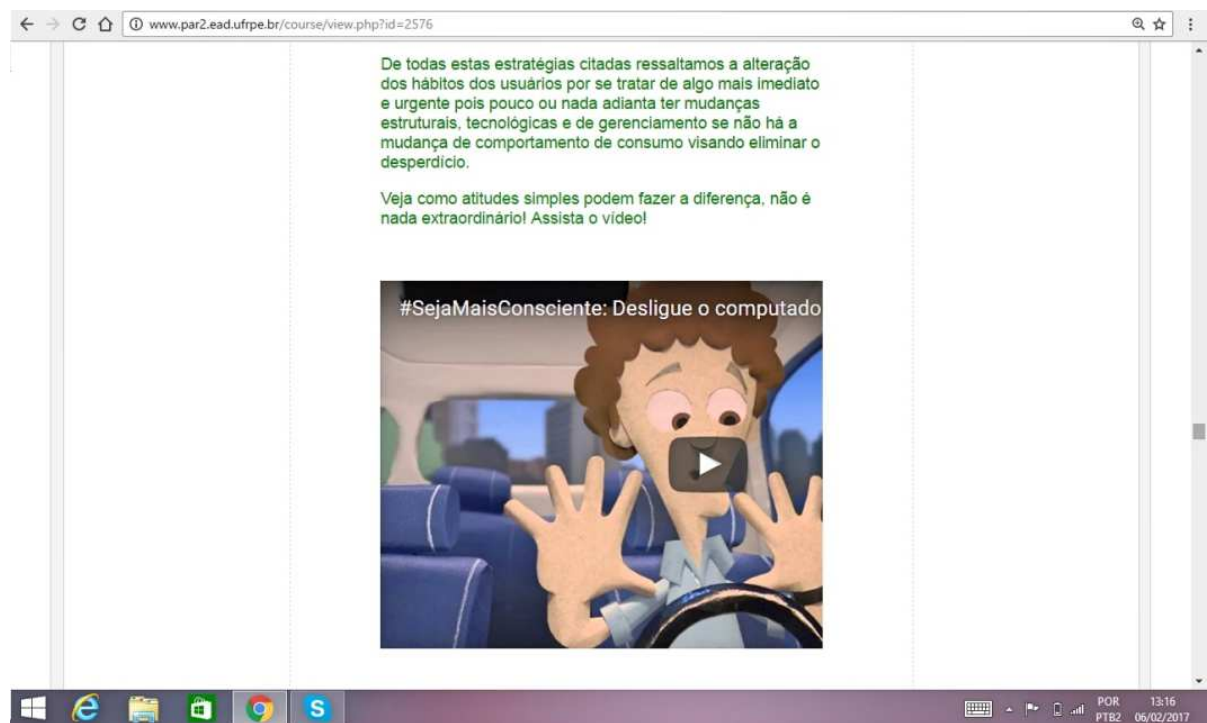 www.par2.ead.ufrpe.br/course/view.php?id=2576
De todas estas estratégias citadas ressaltamos a alteração
dos hábitos dos usuários por se tratar de algo mais imediato
e urgente pois pouco ou nada adianta ter mudanças
estruturais, tecnológicas e de gerenciamento se não há a
mudança de comportamento de consumo visando eliminar o
desperdício.
Veja como atitudes simples podem fazer a diferença, não é
nada extraordinário! Assista o vídeo!
#SejaMaisConsciente: Desligue o computado
POR 13:16
PTB2 06/02/2017